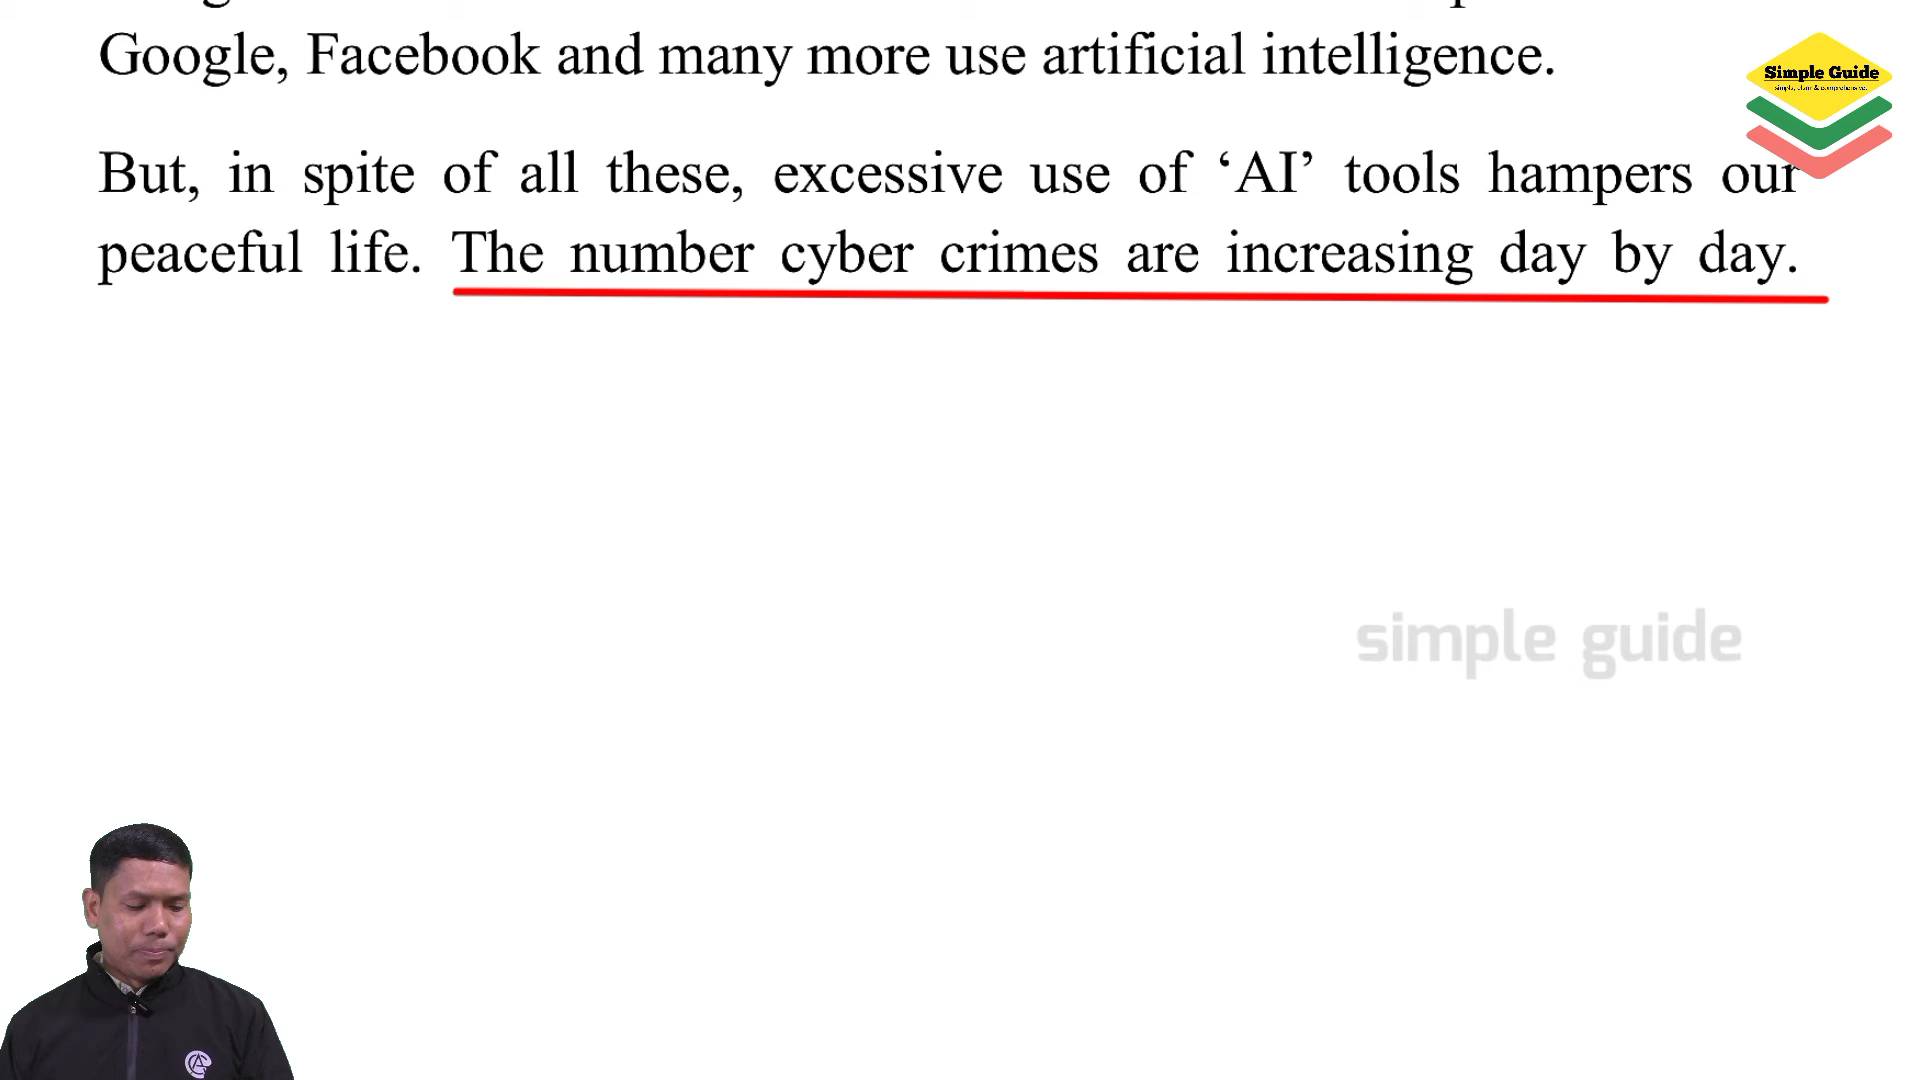 Google, Facebook and many more use artificial intelligence.
Simple Guide
But, in spite of all these, excessive use of ‘AI’ tools hampers our
peaceful life. The number cyber crimes are increasing day by day.
simple guide